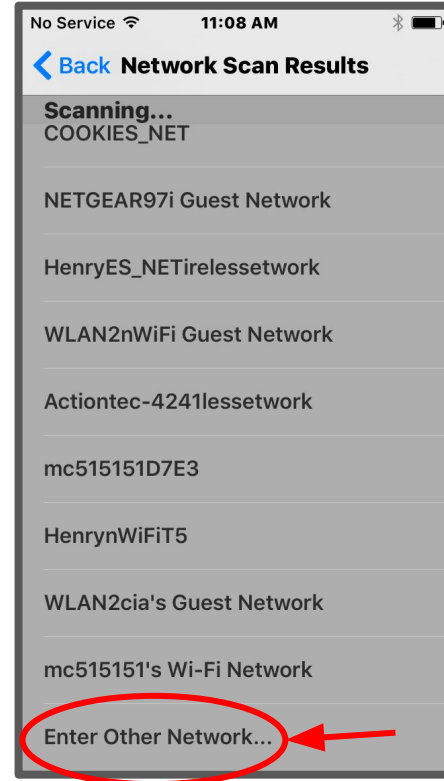 No Service 11:08 AM
Back Network Scan Results
Scanning...
COOKIES_NET
NETGEAR97i Guest Network
HenryES_NETirelessetwork
WLAN2nWiFi Guest Network
Actiontec-4241lessetwork
mc515151D7E3
HenrynWiFiT5
WLAN2cia's Guest Network
mc515151's Wi-Fi Network
Enter Other Network...